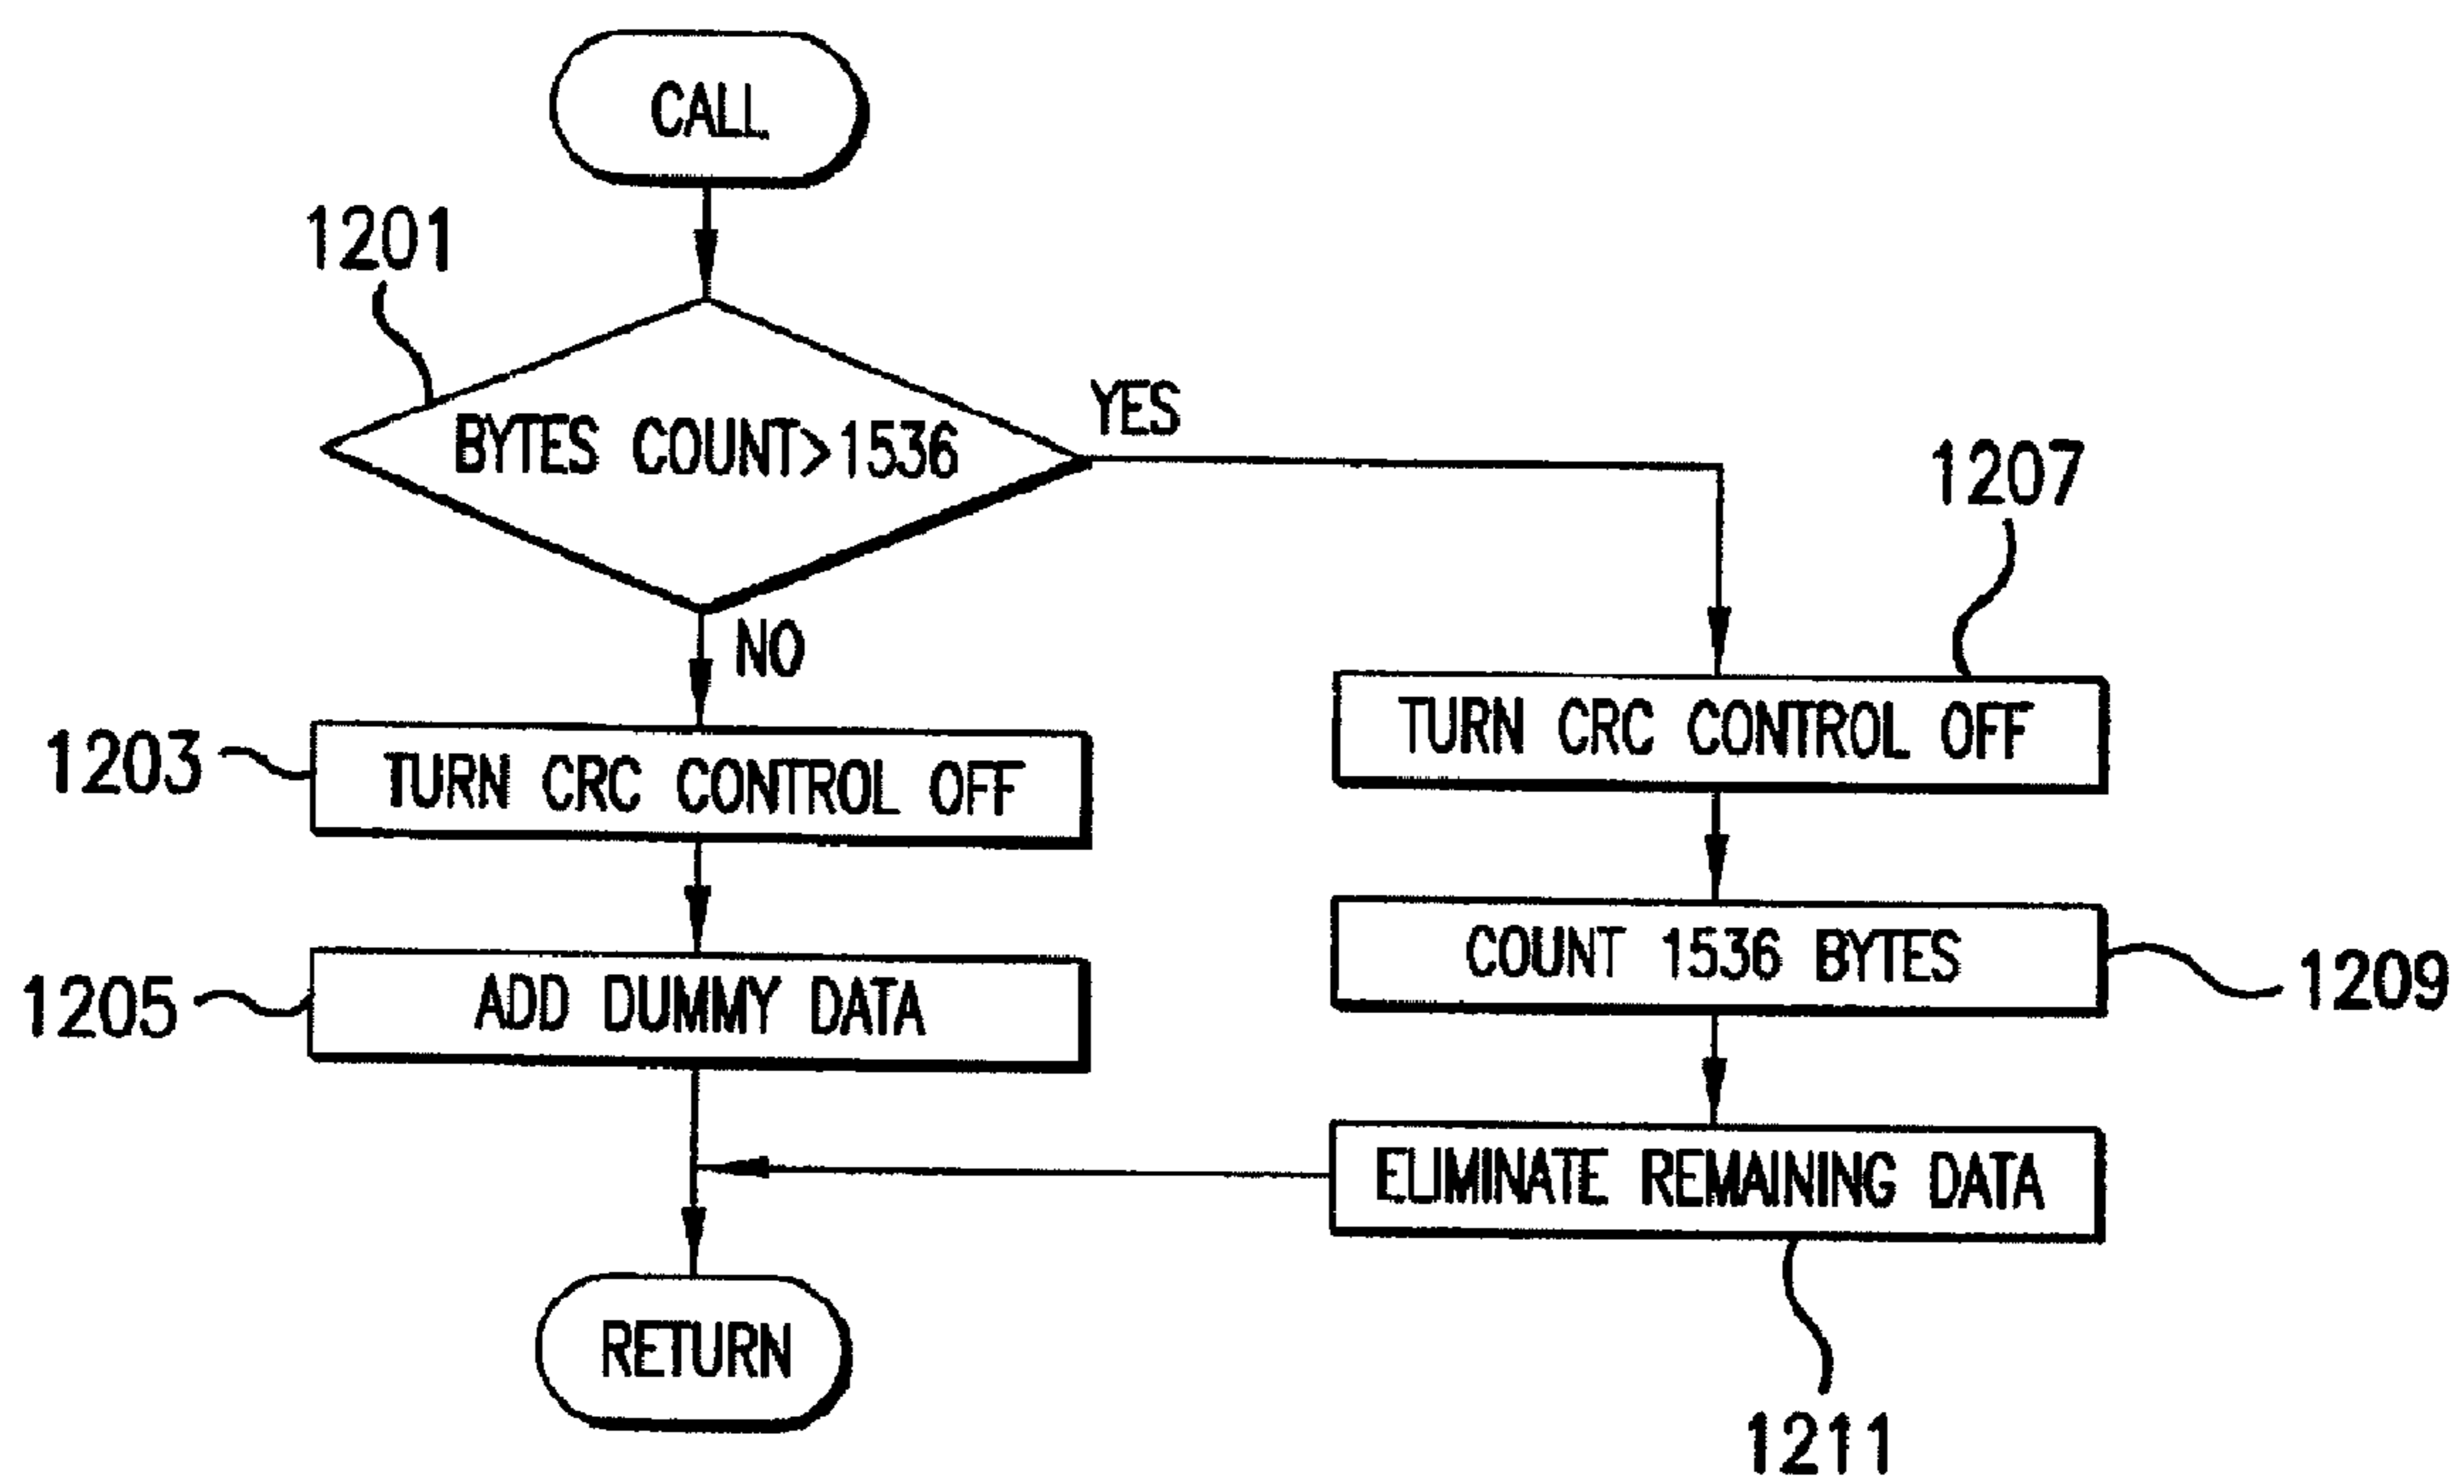 CALL
1201
BYTES COUNT>1536
YES
NO
1207
TURN CRC CONTROL OFF
1203
TURN CRC CONTROL OFF
COUNT 1536 BYTES
1209
1205
ADD DUMMY DATA
ELIMINATE REMAINING DATA
RETURN
1211